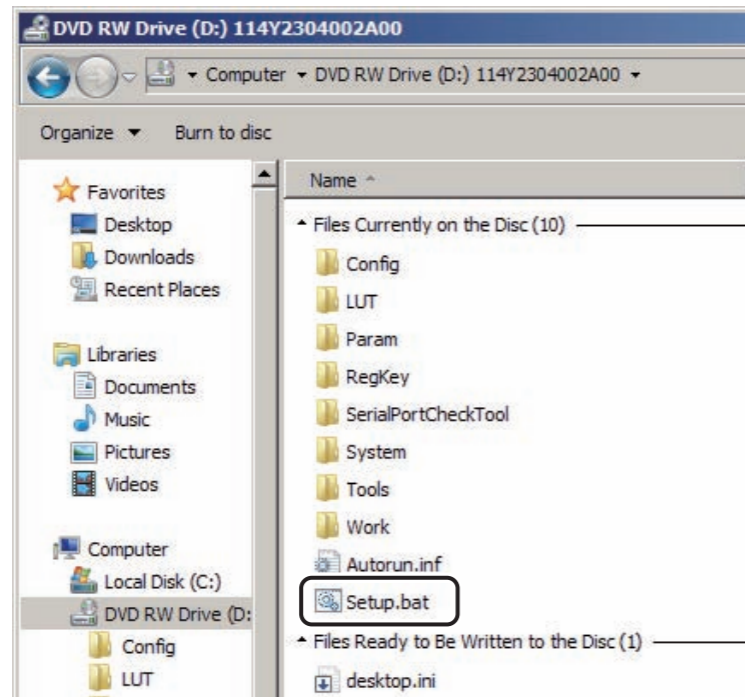 DVD RW Drive (D:) 114Y2304002A00
Computer DVD RW Drive (D:) 114Y2304002A00
Organize Burn to disc
Favorites
Desktop
Downloads
Recent Places
Libraries
Documents
Music
Pictures
Videos
Computer
Local Disk (C:)
DVD RW Drive (D:
Config
LUT
Name
Files Currently on the Disc (10)
Config
LUT
Param
RegKey
SerialPortCheckTool
System
Tools
Work
Autorun.inf
Setup.bat
Files Ready to Be Written to the Disc (1)
desktop.ini